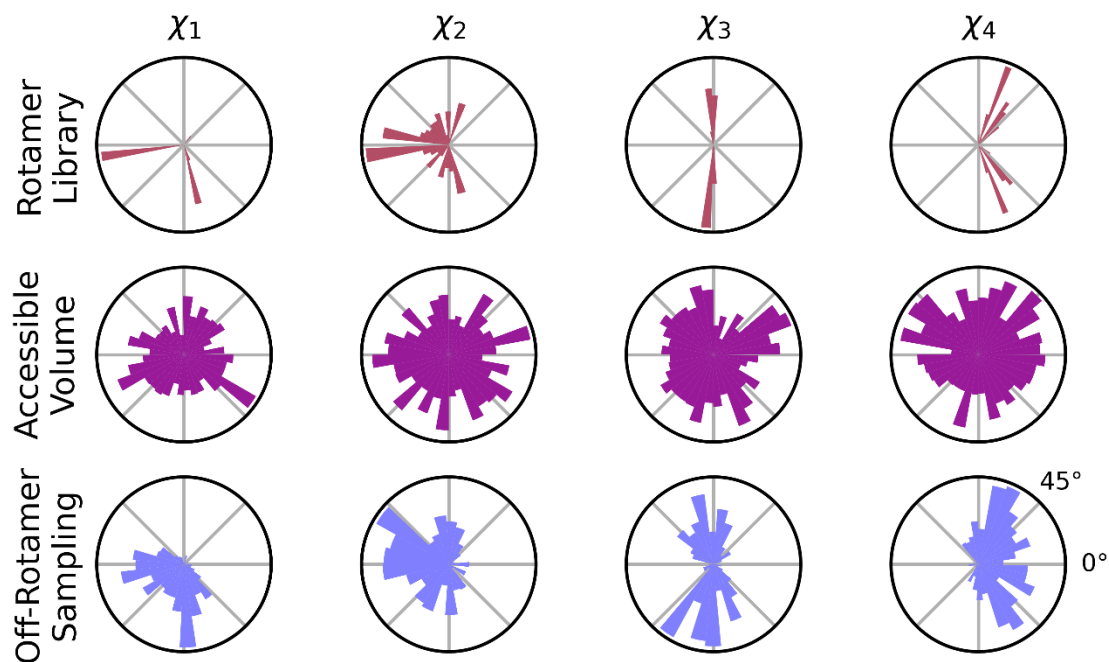 χ1 χ2 χ3 χ4
Rotamer
Library
Accessible
Volume
Off-Rotamer
Sampling
45°
0°